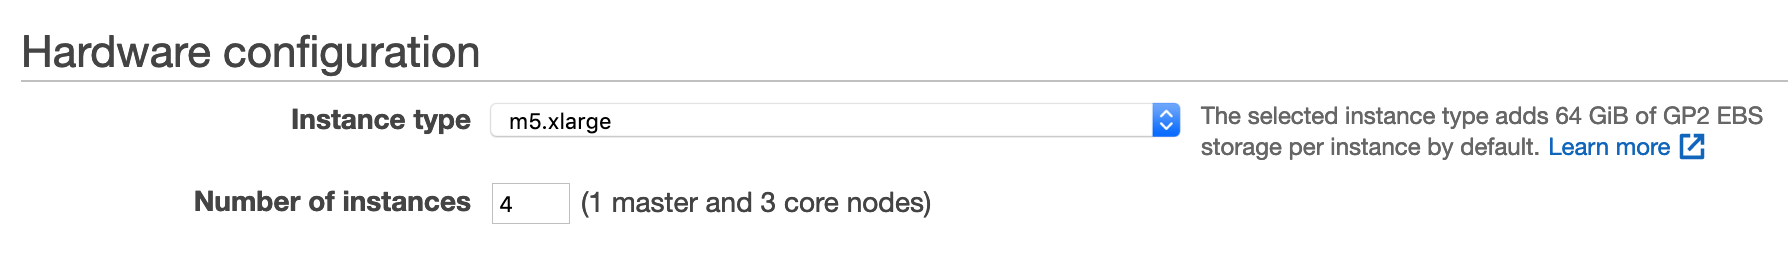 Hardware configuration
Instance type m5.xlarge The selected instance type adds 64 GiB of GP2 EBS
storage per instance by default. Learn more
Number of instances 4 (1 master and 3 core nodes)